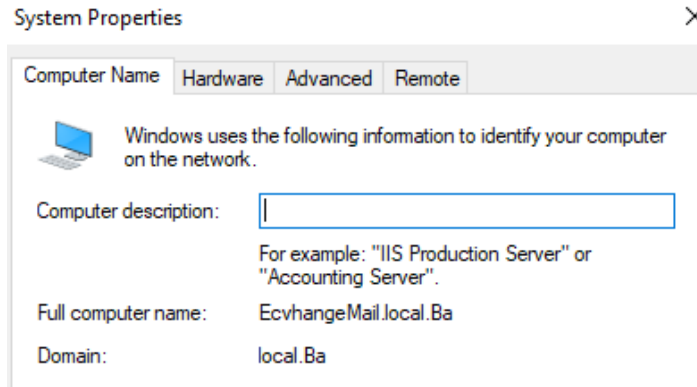 System Properties
Computer Name Hardware Advanced Remote
Windows uses the following information to identify your computer
on the network.
Computer description:
For example: "IIS Production Server" or
"Accounting Server".
Full computer name: EcvhangeMail.local.Ba
Domain: local.Ba